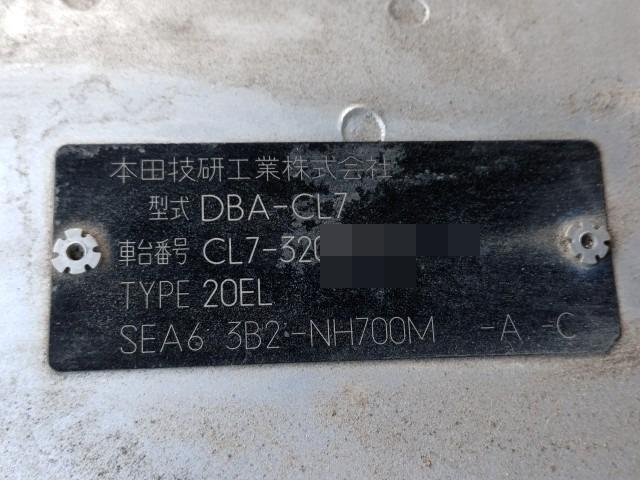 本田技研工業株式会社
型式 DBA-CL7
車台番号 CL7-320
TYPE 20EL
SEA6 3B2-NH700M -A -C